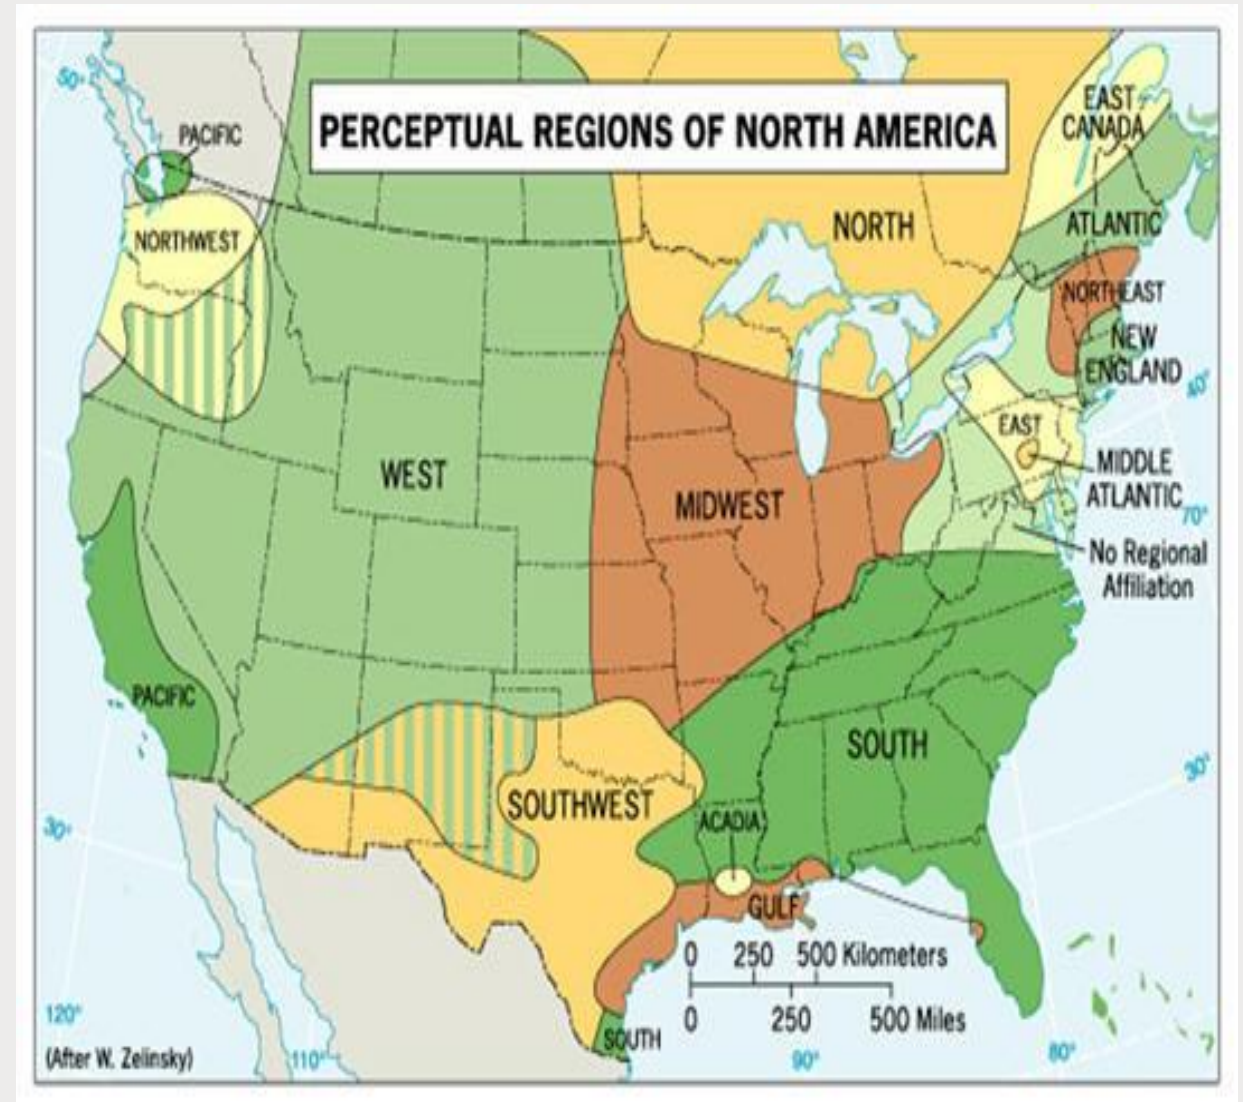 PERCEPTUAL REGIONS OF NORTH AMERICA
50°
PACIFIC
EAST
CANADA
NORTHWEST
NORTH
ATLANTIC
NORTHEAST
NEW
ENGLAND
40°
WEST
EAST
MIDWEST
MIDDLE
ATLANTIC
70°
No Regional
Affiliation
PACIFIC
SOUTH
30°
SOUTHWEST
ACADIA
30°
GULF
0 250 500 Kilometers
0 250 500 Miles
120°
SOUTH
(After W. Zelinsky)
110°
90°
80°